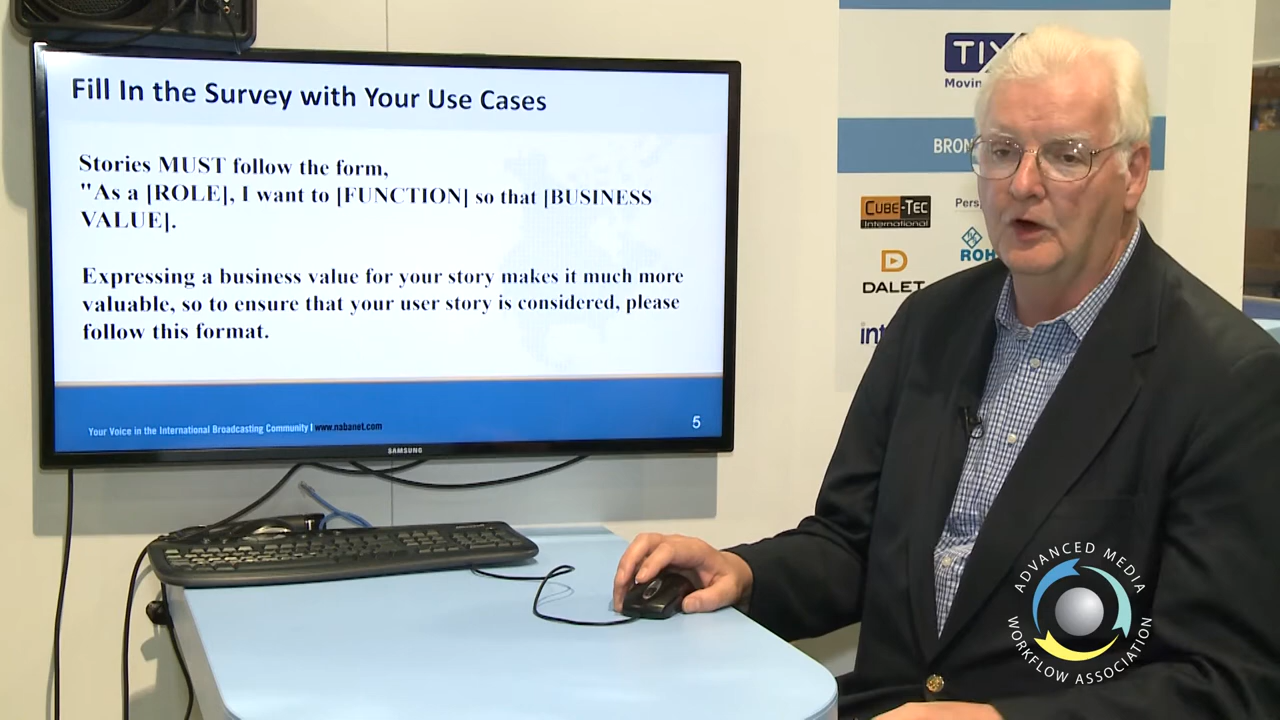 Fill In the Survey with Your Use Cases
Stories MUST follow the form,
"As a [ROLE], I want to [FUNCTION] so that [BUSINESS
VALUE].
Expressing a business value for your story makes it much more
valuable, so to ensure that your user story is considered, please
follow this format.
Your Voice in the International Broadcasting Community | www.nabanet.com
5
SAMSUNG
CUBE-TEC
International
DALET
ADVANCED MEDIA
WORKFLOW ASSOCIATION